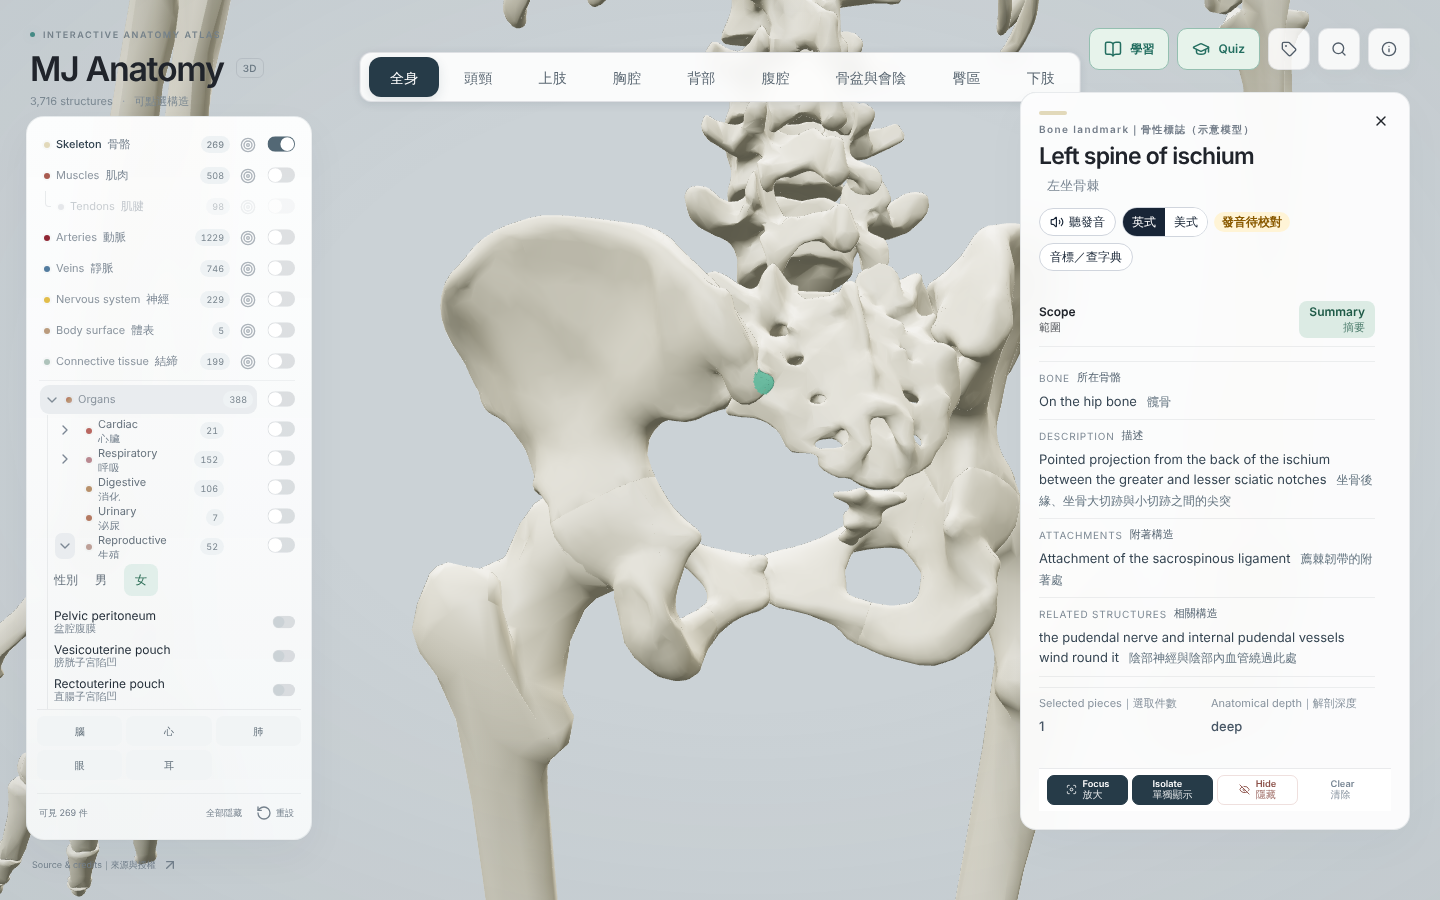 INTERACTIVE ANATOMY ATLAS
MJ Anatomy 3D
3,716 structures · 可點選構造
全身 頭頸 上肢 胸腔 背部 腹腔 骨盆與會陰 臀區 下肢
學習 Quiz
Skeleton 骨骼 269
Muscles 肌肉 508
Tendons 肌腱 98
Arteries 動脈 1229
Veins 靜脈 746
Nervous system 神經 229
Body surface 體表 5
Connective tissue 結締 199
Organs 388
Cardiac 21
心臟
Respiratory 152
呼吸
Digestive 106
消化
Urinary 7
泌尿
Reproductive 52
生殖
性別 男 女
Pelvic peritoneum
盆腔腹膜
Vesicouterine pouch
膀胱子宮陷凹
Rectouterine pouch
直腸子宮陷凹
腦 心 肺
眼 耳
可見 269 件 全部隱藏 重設
Source & credits | 來源與授權
Bone landmark | 骨性標誌（示意模型）
Left spine of ischium
左坐骨棘
聽發音 英式 美式 發音待校對
音標／查字典
Scope
範圍
Summary
摘要
BONE 所在骨骼
On the hip bone 髖骨
DESCRIPTION 描述
Pointed projection from the back of the ischium
between the greater and lesser sciatic notches 坐骨後
緣、坐骨大切跡與小切跡之間的尖突
ATTACHMENTS 附著構造
Attachment of the sacrospinous ligament 薦棘韌帶的附
著處
RELATED STRUCTURES 相關構造
the pudendal nerve and internal pudendal vessels
wind round it 陰部神經與陰部內血管繞過此處
Selected pieces | 選取件數 Anatomical depth | 解剖深度
1 deep
Focus
放大
Isolate
單獨顯示
Hide
隱藏
Clear
清除